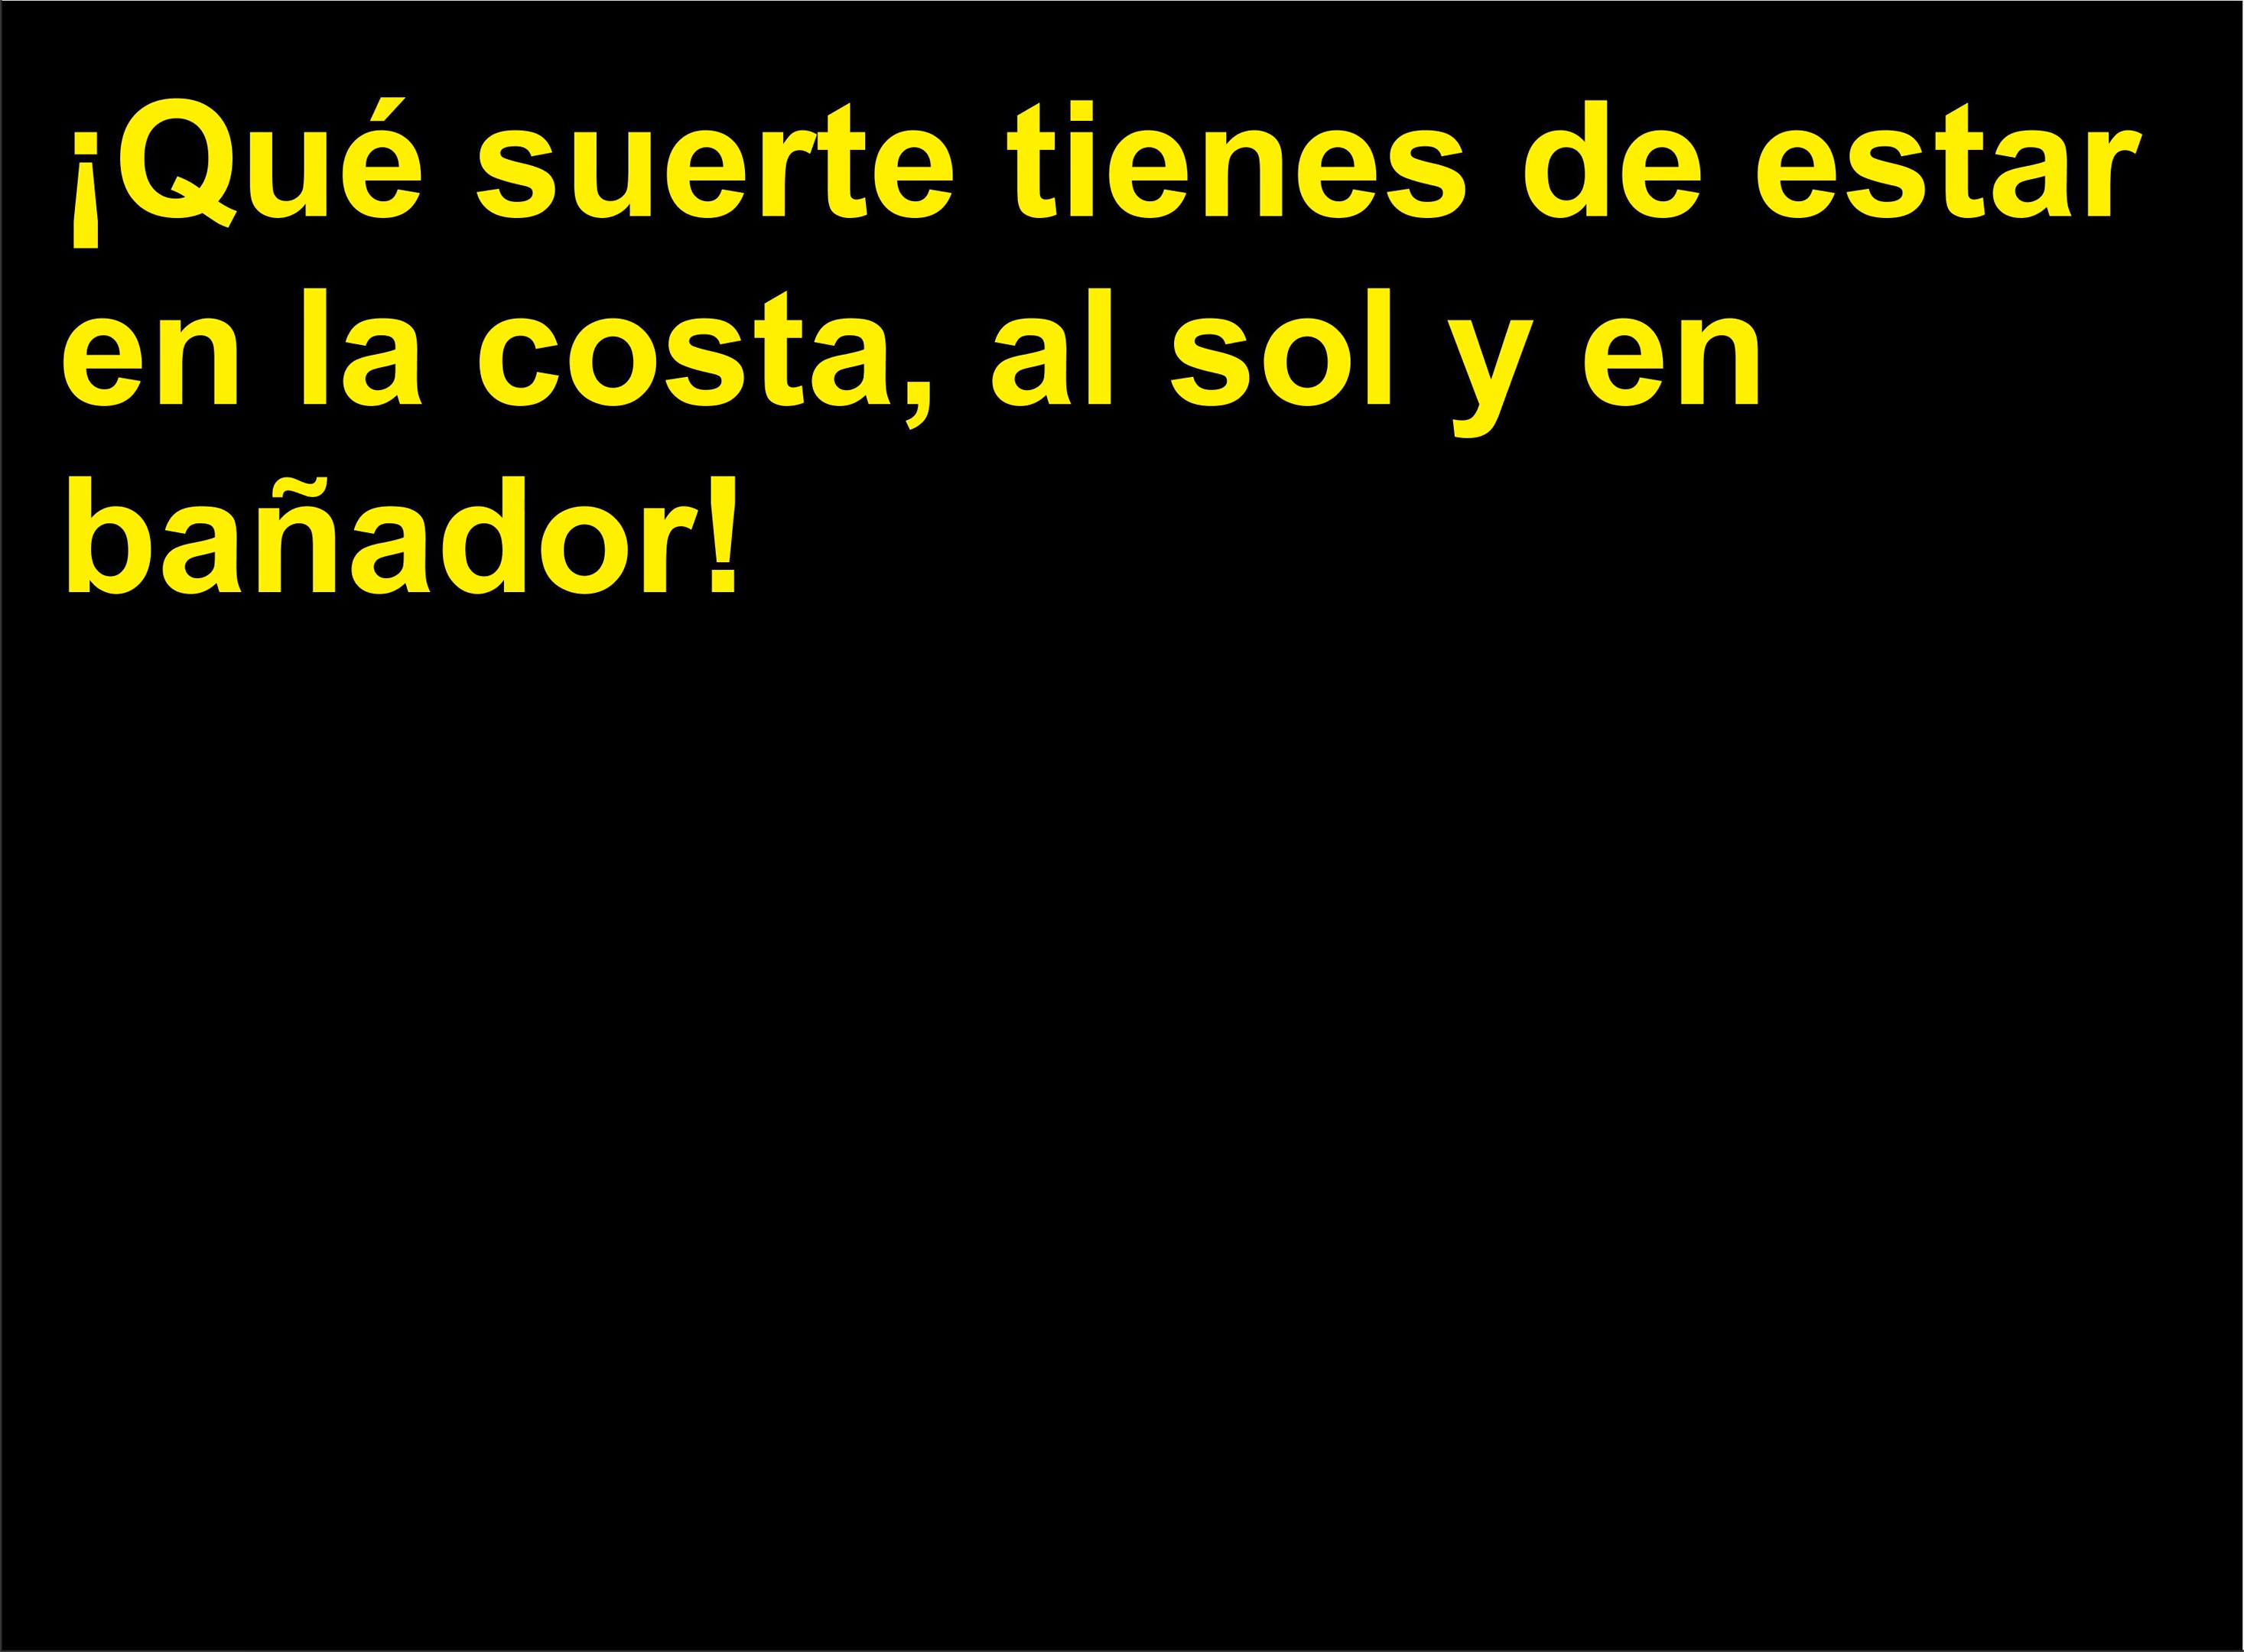 ¡Qué suerte tienes de estar
en la costa, al sol y en
bañador!